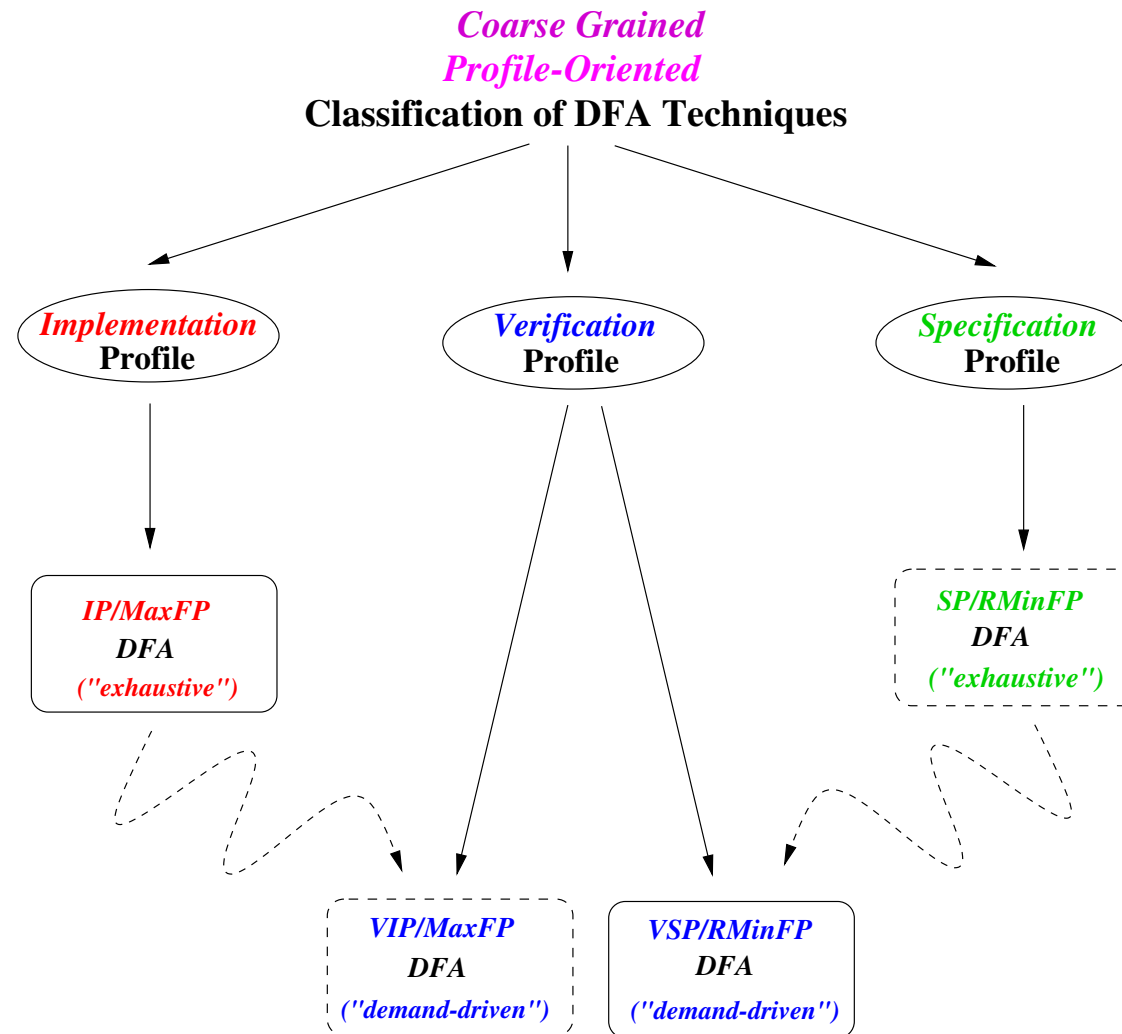 Coarse Grained
Profile-Oriented
Classification of DFA Techniques
Implementation
Profile
Verification
Profile
Specification
Profile
IP/MaxFP
DFA
("exhaustive")
SP/RMinFP
DFA
("exhaustive")
VIP/MaxFP
DFA
("demand-driven")
VSP/RMinFP
DFA
("demand-driven")